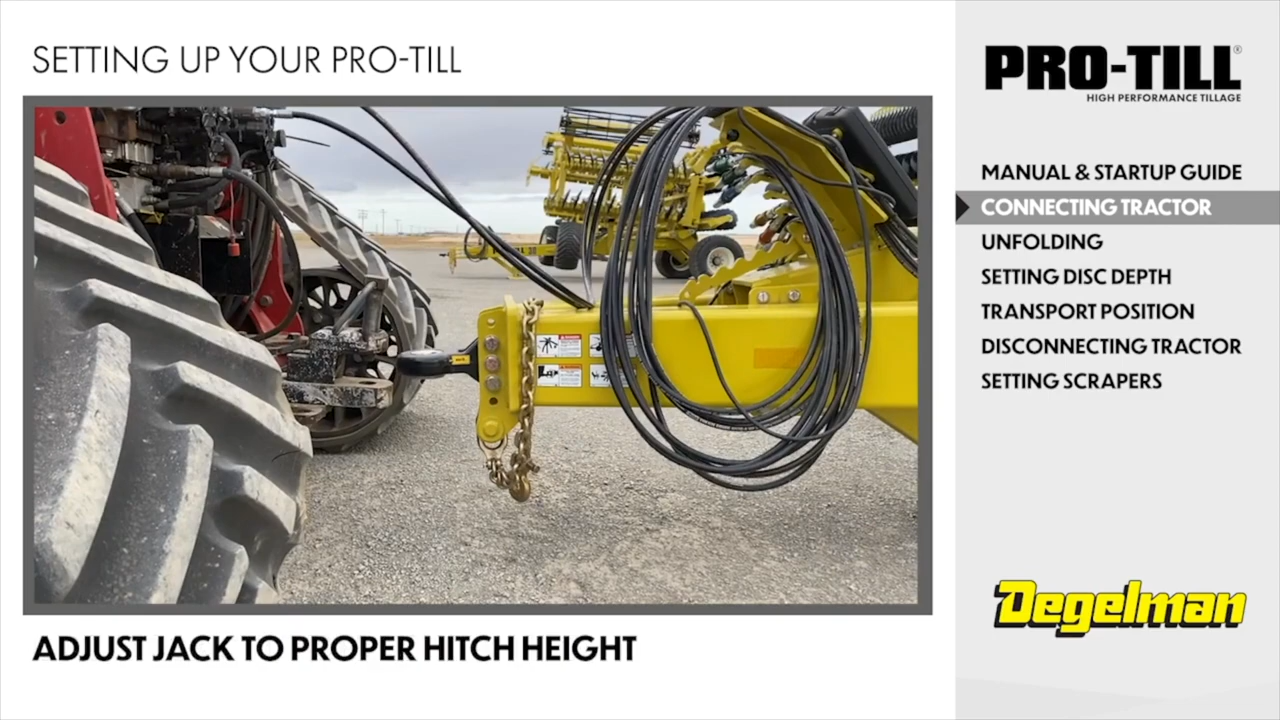 SETTING UP YOUR PRO-TILL
ADJUST JACK TO PROPER HITCH HEIGHT
PRO-TILL®
HIGH PERFORMANCE TILLAGE
MANUAL & STARTUP GUIDE
CONNECTING TRACTOR
UNFOLDING
SETTING DISC DEPTH
TRANSPORT POSITION
DISCONNECTING TRACTOR
SETTING SCRAPERS
Degelman